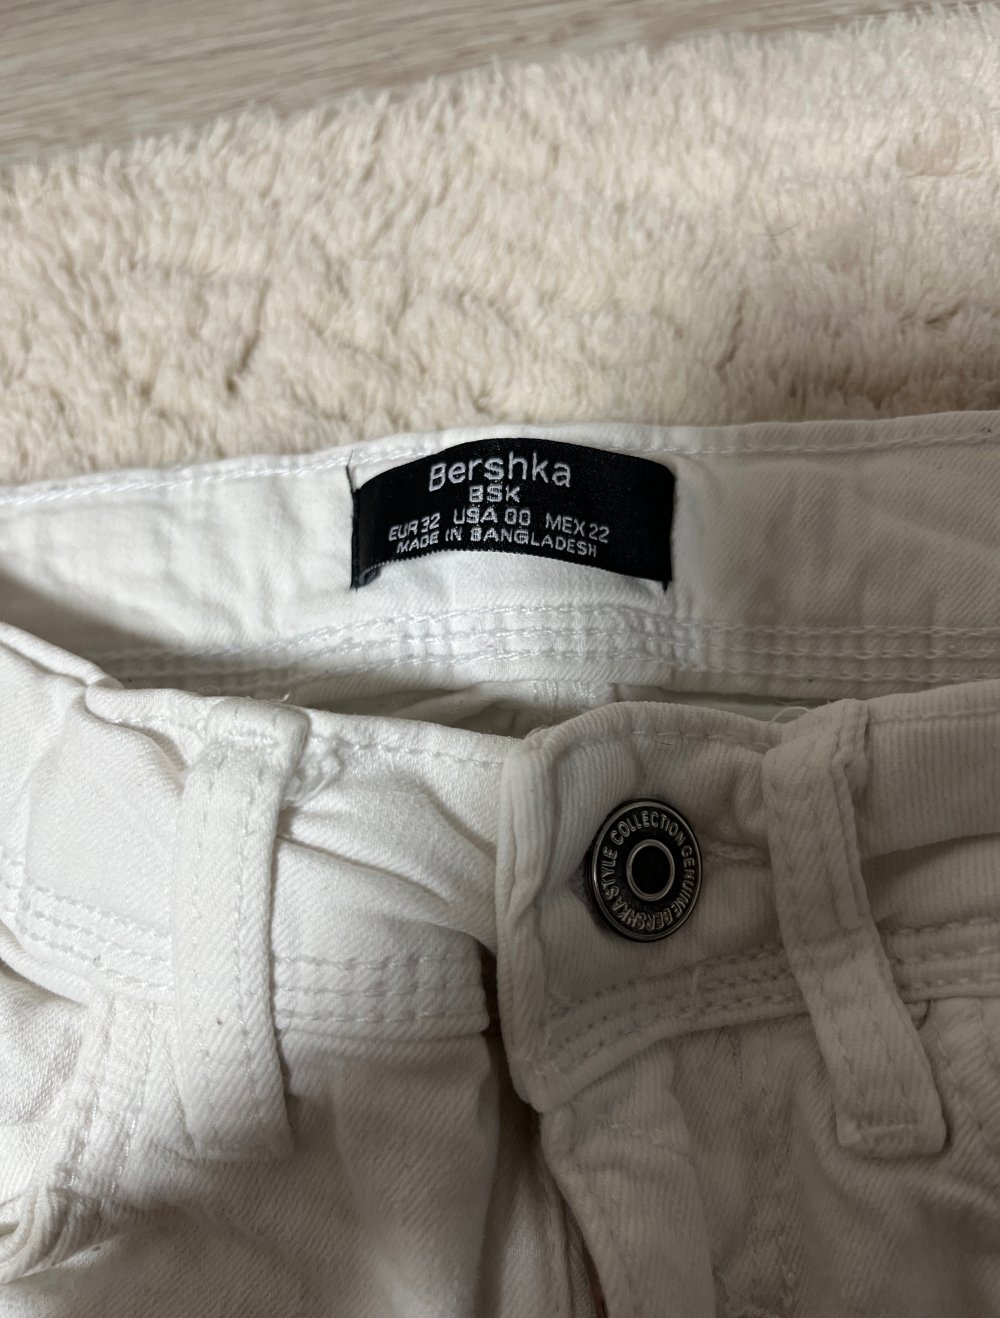 Bershka
BSK
EUR 32 USA 00 MEX 22
MADE IN BANGLADESH
COLLECTION GENUINE BERSHKA STYLE